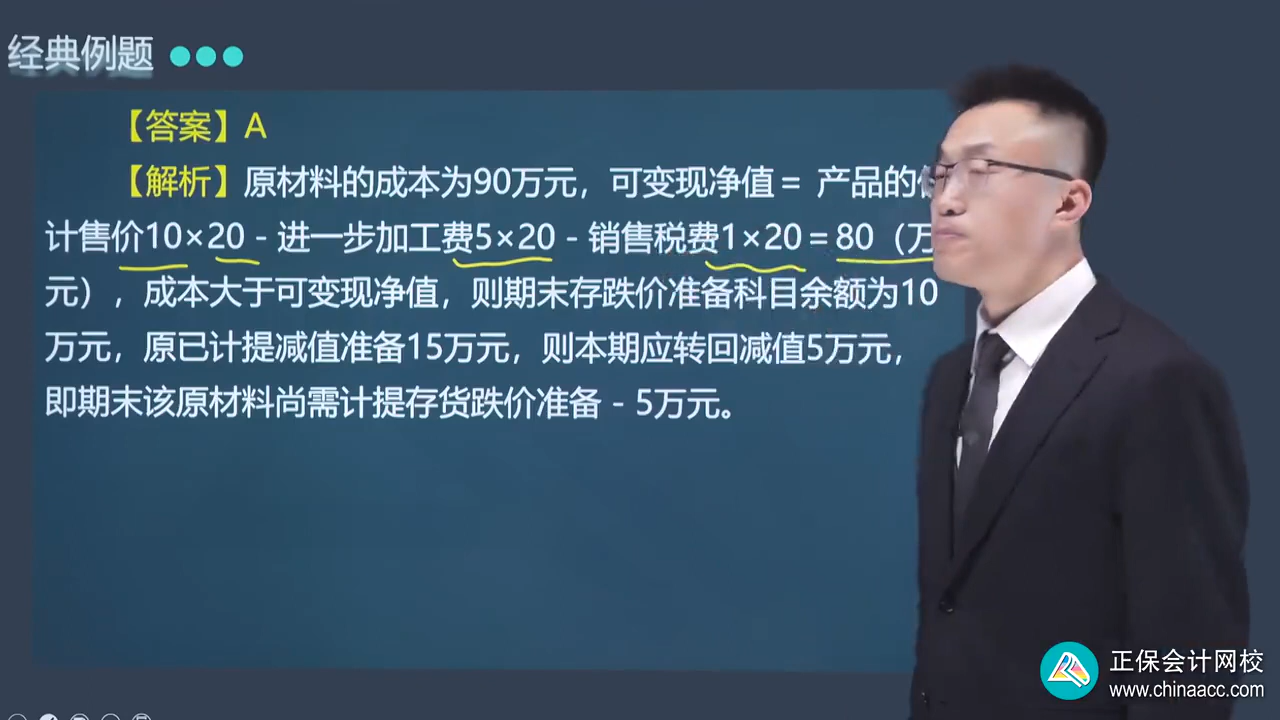 经典例题
【答案】A
【解析】原材料的成本为90万元，可变现净值＝ 产品的
计售价10×20－进一步加工费5×20－销售税费1×20＝80（万
元），成本大于可变现净值，则期末存跌价准备科目余额为10
万元，原已计提减值准备15万元，则本期应转回减值5万元，
即期末该原材料尚需计提存货跌价准备－5万元。
正保会计网校
www.chinaacc.com